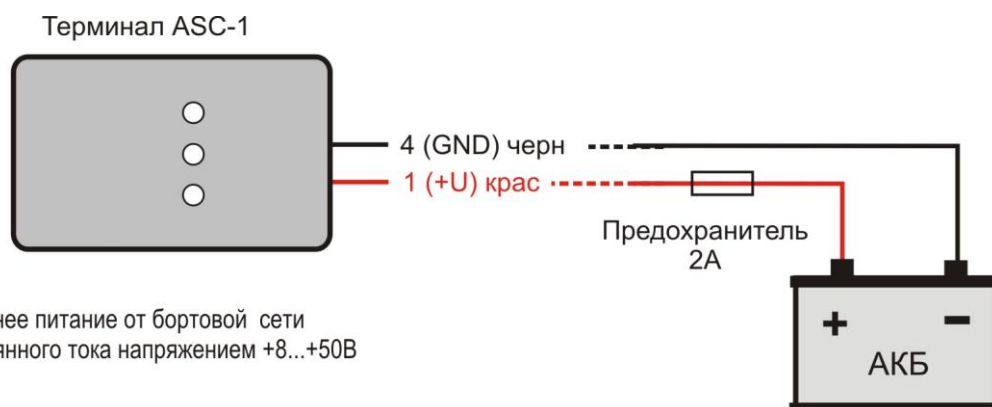 Терминал ASC-1
4 (GND) черн
1 (+U) крас
Предохранитель
2А
нее питание от бортовой сети
янного тока напряжением +8...+50В
+ -
АКБ